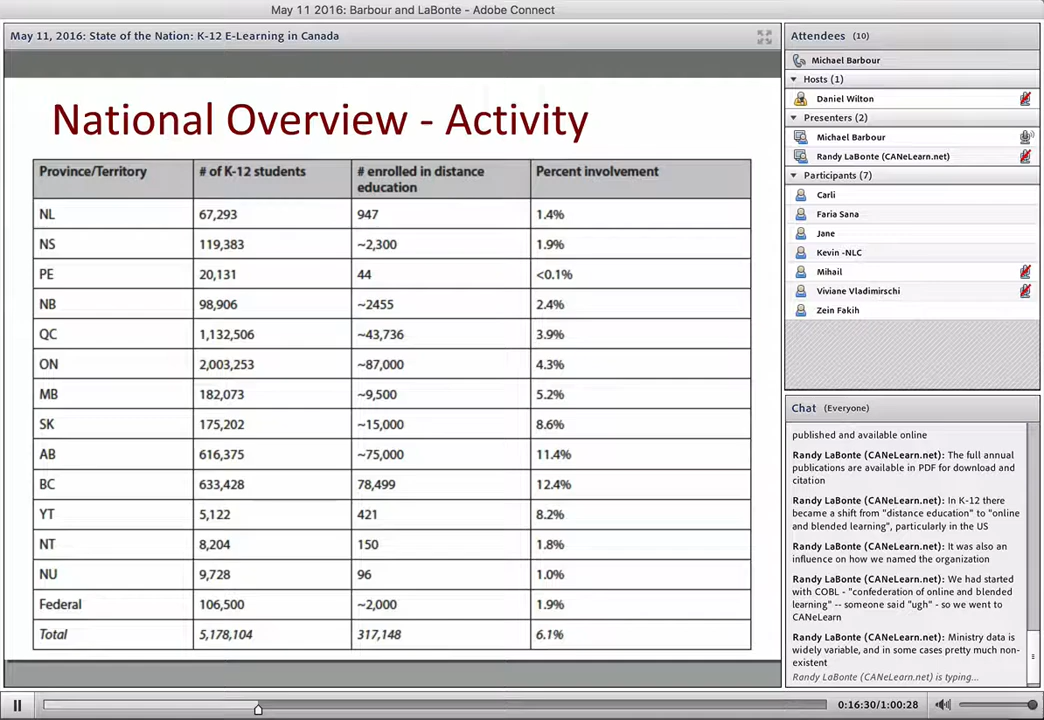 May 11 2016: Barbour and LaBonte - Adobe Connect
May 11, 2016: State of the Nation: K-12 E-Learning in Canada
National Overview - Activity
Province/Territory # of K-12 students # enrolled in distance education Percent involvement
NL 67,293 947 1.4%
NS 119,383 ~2,300 1.9%
PE 20,131 44 <0.1%
NB 98,906 ~2455 2.4%
QC 1,132,506 ~43,736 3.9%
ON 2,003,253 ~87,000 4.3%
MB 182,073 ~9,500 5.2%
SK 175,202 ~15,000 8.6%
AB 616,375 ~75,000 11.4%
BC 633,428 78,499 12.4%
YT 5,122 421 8.2%
NT 8,204 150 1.8%
NU 9,728 96 1.0%
Federal 106,500 ~2,000 1.9%
Total 5,178,104 317,148 6.1%
Attendees (10)
Michael Barbour
Hosts (1)
Daniel Wilton
Presenters (2)
Michael Barbour
Randy LaBonte (CANeLearn.net)
Participants (7)
Carli
Faria Sana
Jane
Kevin -NLC
Mihail
Viviane Vladimirschi
Zein Fakih
Chat (Everyone)
published and available online
Randy LaBonte (CANeLearn.net): The full annual
publications are available in PDF for download and
citation
Randy LaBonte (CANeLearn.net): In K-12 there
became a shift from "distance education" to "online
and blended learning", particularly in the US
Randy LaBonte (CANeLearn.net): It was also an
influence on how we named the organization
Randy LaBonte (CANeLearn.net): We had started
with COBL - "confederation of online and blended
learning" -- someone said "ugh" - so we went to
CANeLearn
Randy LaBonte (CANeLearn.net): Ministry data is
widely variable, and in some cases pretty much non-
existent
Randy LaBonte (CANeLearn.net) is typing...
0:16:30/1:00:28